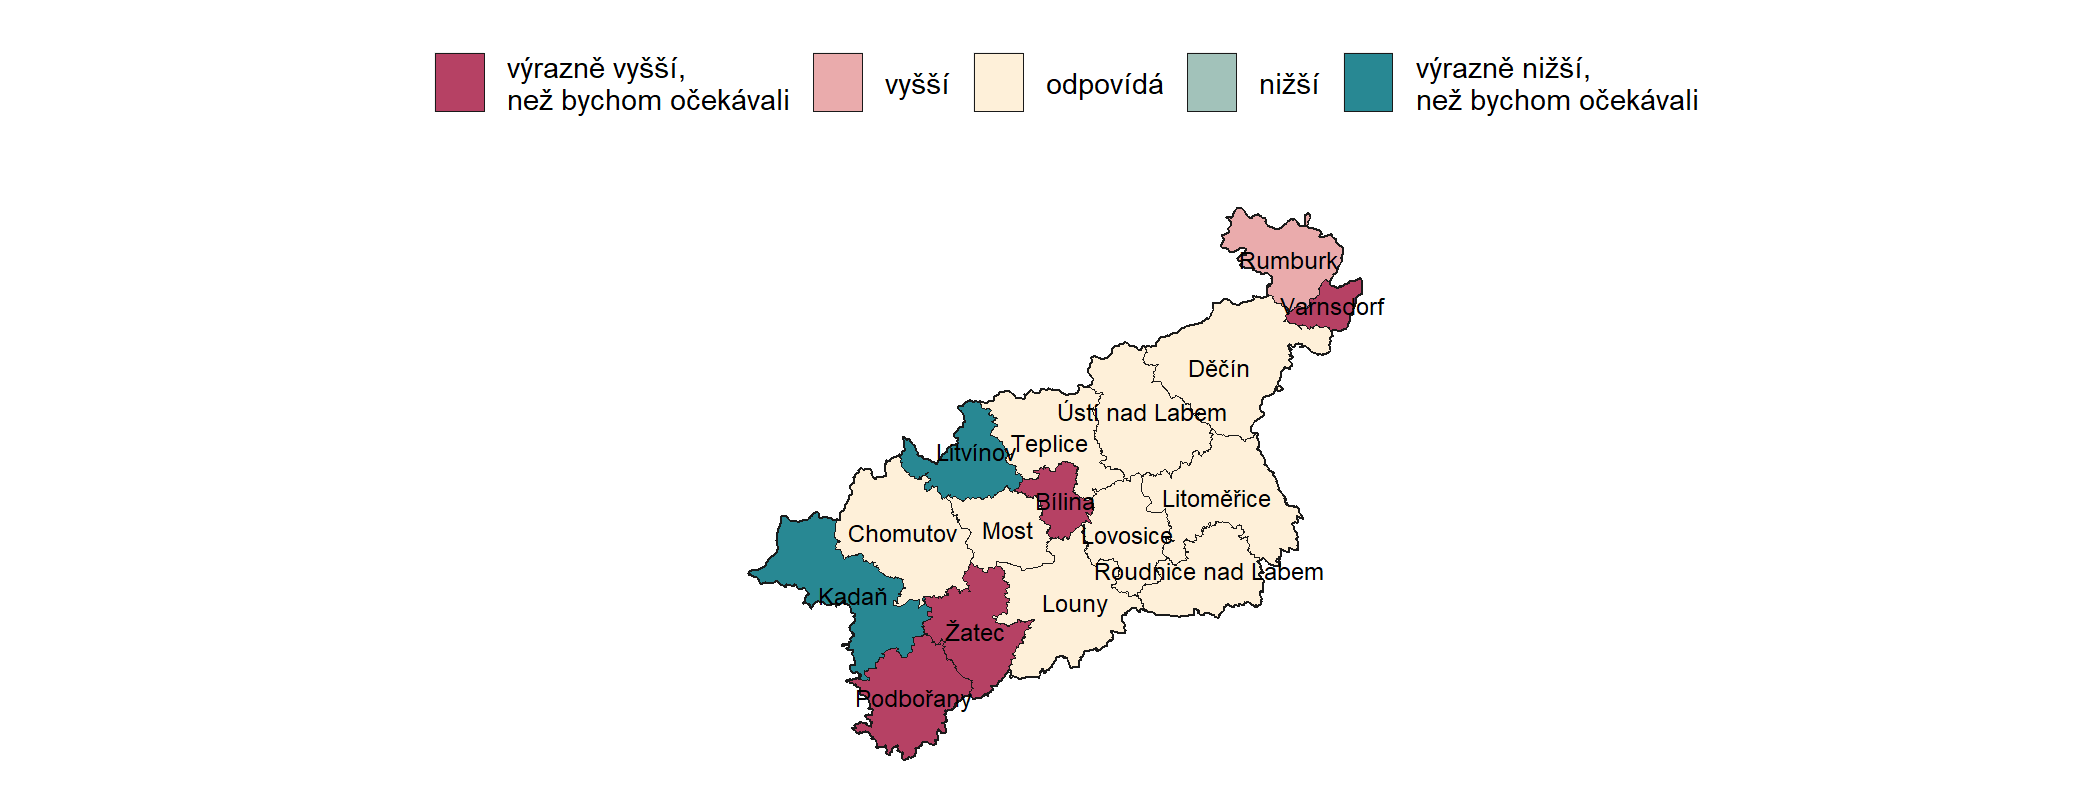 výrazně vyšší,
než bychom očekávali
vyšší
odpovídá
nižší
výrazně nižší,
než bychom očekávali
Rumburk
Varnsdorf
Děčín
Ústí nad Labem
Teplice
Litvínov
Bílina
Litoměřice
Chomutov
Most
Lovosice
Roudnice nad Labem
Kadaň
Louny
Žatec
Podbořany